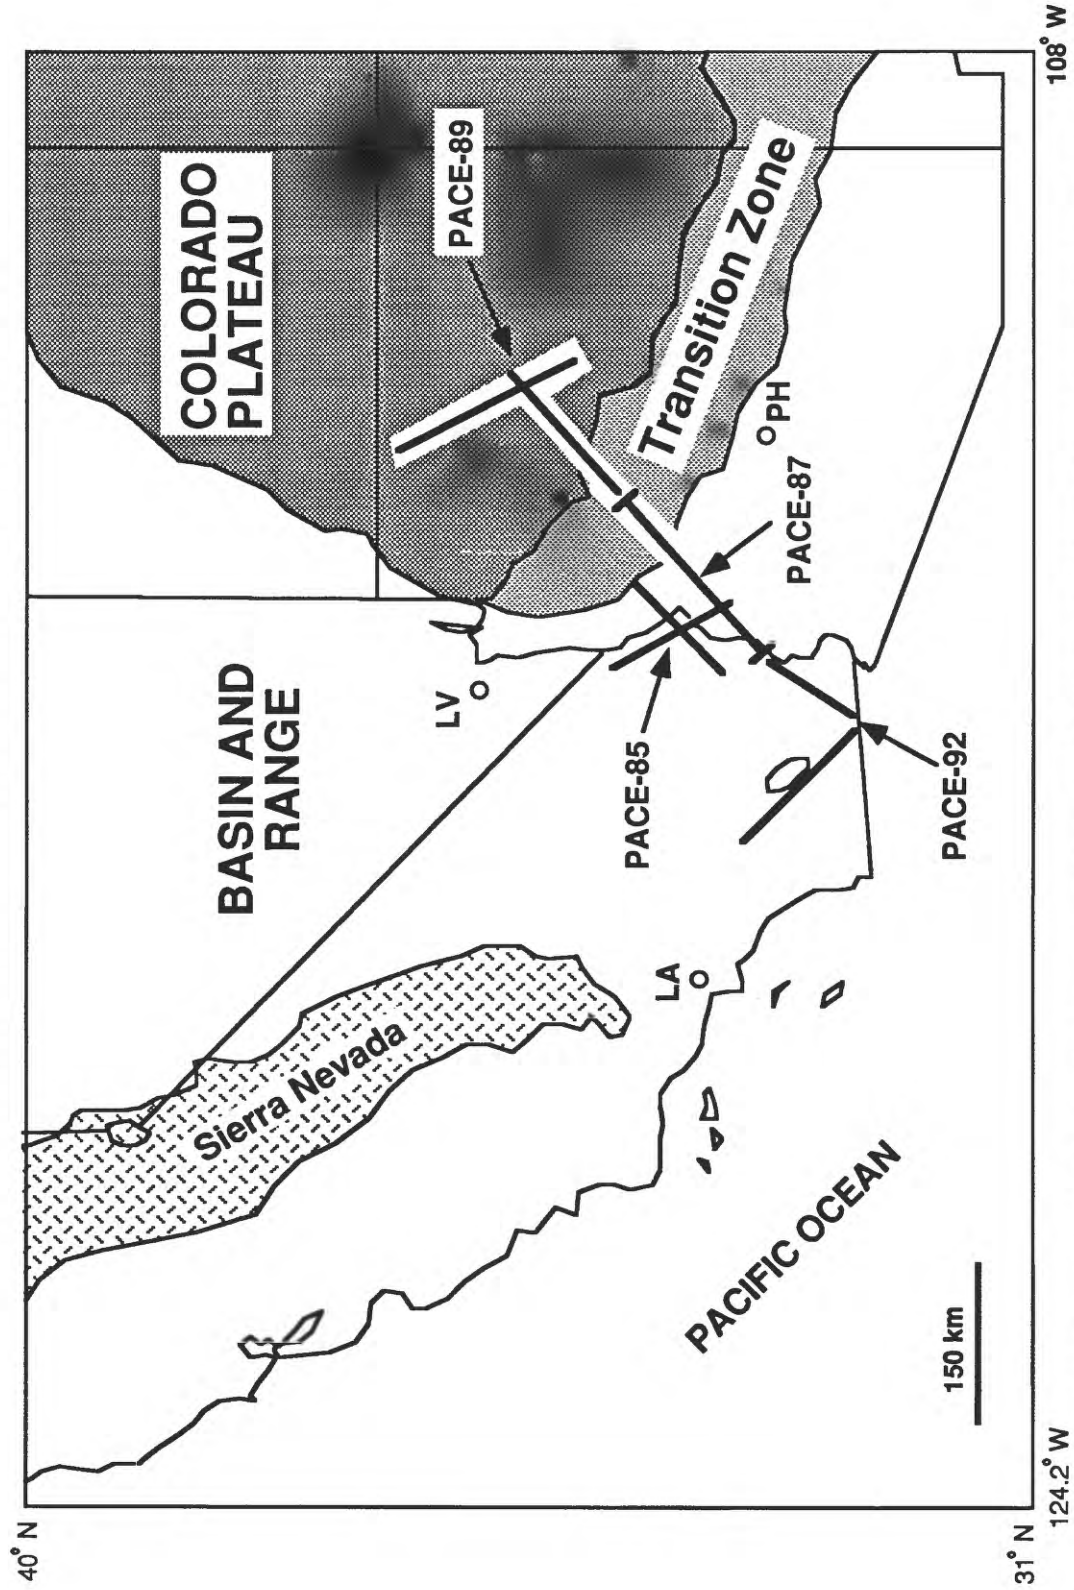 40° N
COLORADO
PLATEAU
BASIN AND
RANGE
Sierra Nevada
PACE-89
LV
Transition Zone
PACE-85
LA
PH
PACE-87
PACE-92
PACIFIC OCEAN
150 km
31° N
124.2° W
108° W